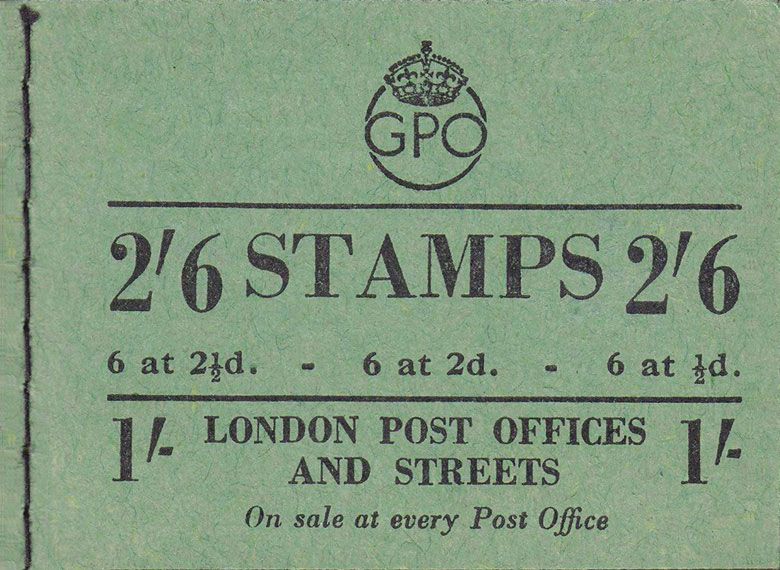 GPO
2'6 STAMPS 2'6
6 at 2½d. - 6 at 2d. - 6 at ½d.
1/- LONDON POST OFFICES 1/-
AND STREETS
On sale at every Post Office